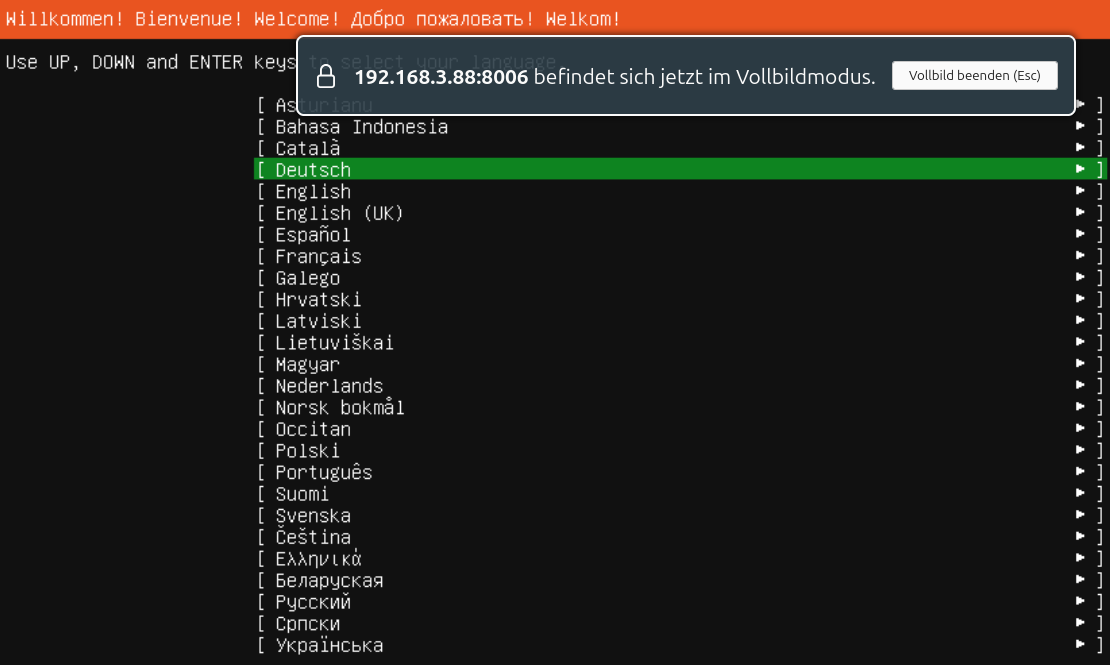 Willkommen! Bienvenue! Welcome! Добро пожаловать! Welkom!
Use UP, DOWN and ENTER keys to select your language.
192.168.3.88:8006 befindet sich jetzt im Vollbildmodus. Vollbild beenden (Esc)
[ Asturianu ► ]
[ Bahasa Indonesia ► ]
[ Català ► ]
[ Deutsch ► ]
[ English ► ]
[ English (UK) ► ]
[ Español ► ]
[ Français ► ]
[ Galego ► ]
[ Hrvatski ► ]
[ Latviski ► ]
[ Lietuviškai ► ]
[ Magyar ► ]
[ Nederlands ► ]
[ Norsk bokmål ► ]
[ Occitan ► ]
[ Polski ► ]
[ Português ► ]
[ Suomi ► ]
[ Svenska ► ]
[ Čeština ► ]
[ Ελληνικά ► ]
[ Беларуская ► ]
[ Русский ► ]
[ Српски ► ]
[ Українська ► ]